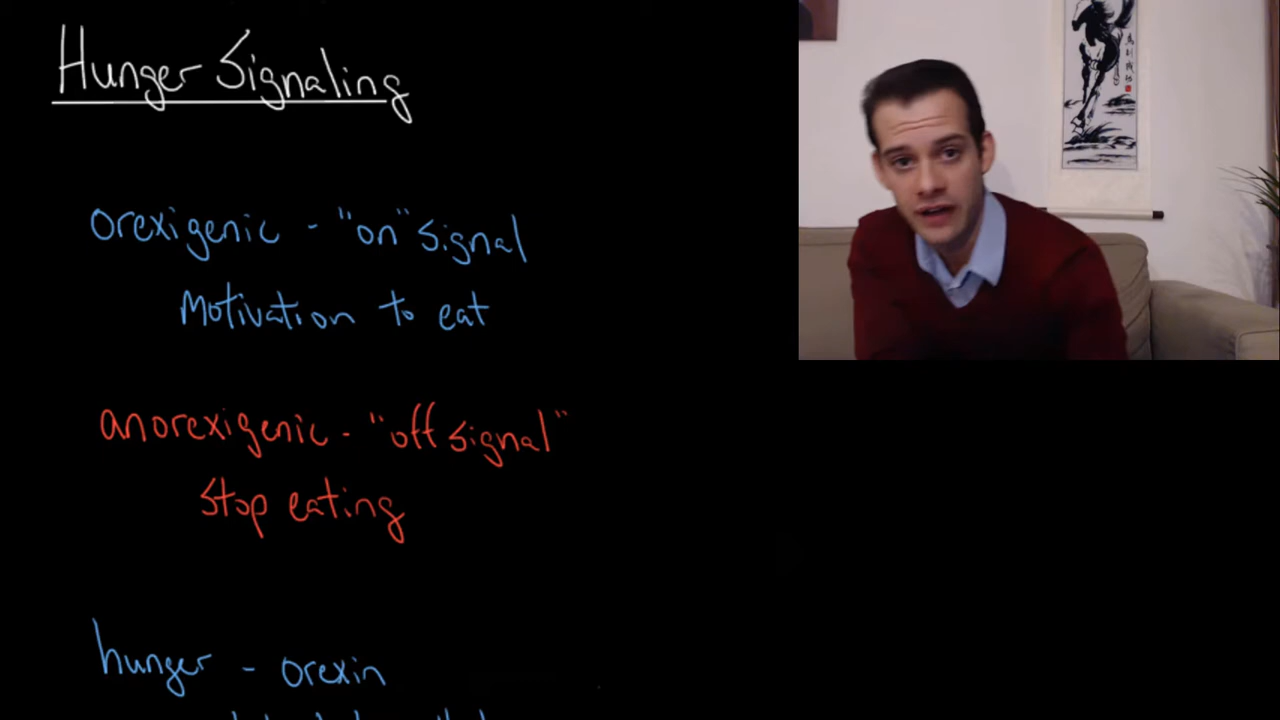 Hunger Signaling
orexigenic - "on" signal
Motivation to eat
anorexigenic - "off signal"
Stop eating
hunger - orexin